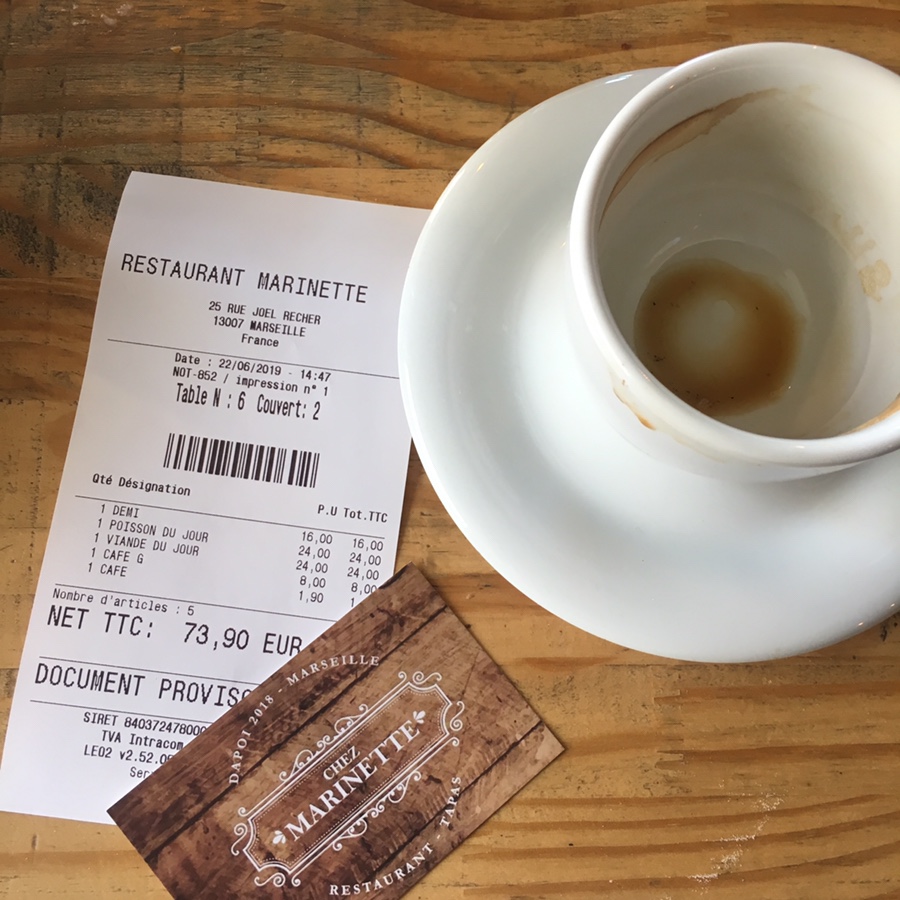 RESTAURANT MARINETTE
25 RUE JOEL RECHER
13007 MARSEILLE
France
Date : 22/06/2019 - 14:47
NOT-852 / impression n° 1
Table N : 6 Couvert: 2
Qté Désignation P.U Tot.TTC
1 DEMI 16,00 16,00
1 POISSON DU JOUR 24,00 24,00
1 VIANDE DU JOUR 24,00 24,00
1 CAFE G 8,00 8,00
1 CAFE 1,90
Nombre d'articles : 5
NET TTC: 73,90 EUR
DOCUMENT
SIRET
TVA Intracom
LEO2
DAPOI 2018 - MARSEILLE
CHEZ
MARINETTE
RESTAURANT - TAPAS